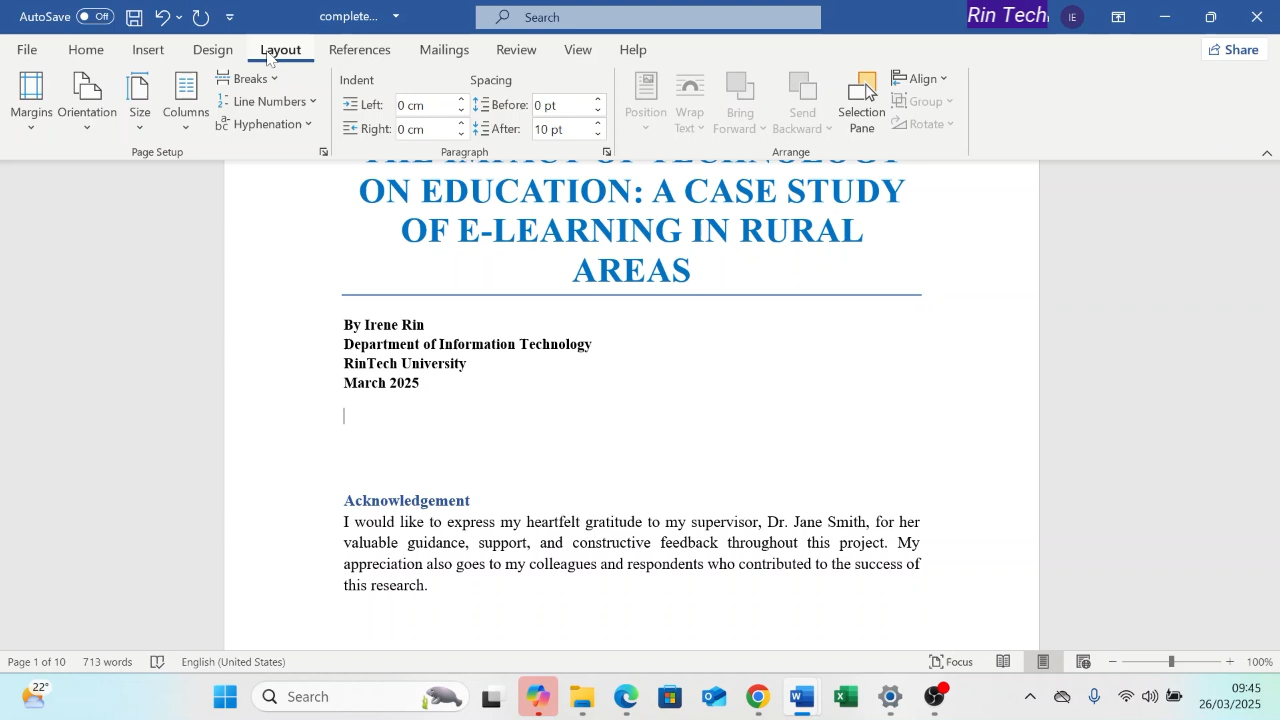 AutoSave Off complete... Search Rin Tech IE
File Home Insert Design Layout References Mailings Review View Help Share
Margins Orientation Size Columns
Breaks
Line Numbers
Hyphenation
Page Setup
Indent
Left: 0 cm
Right: 0 cm
Spacing
Before: 0 pt
After: 10 pt
Paragraph
Position
Wrap Text
Bring Forward
Send Backward
Selection Pane
Align
Group
Rotate
Arrange
THE IMPACT OF TECHNOLOGY
ON EDUCATION: A CASE STUDY
OF E-LEARNING IN RURAL
AREAS
By Irene Rin
Department of Information Technology
RinTech University
March 2025
Acknowledgement
I would like to express my heartfelt gratitude to my supervisor, Dr. Jane Smith, for her
valuable guidance, support, and constructive feedback throughout this project. My
appreciation also goes to my colleagues and respondents who contributed to the success of
this research.
Page 1 of 10 713 words English (United States) Focus 100%
22°
Search
09:45
26/03/2025